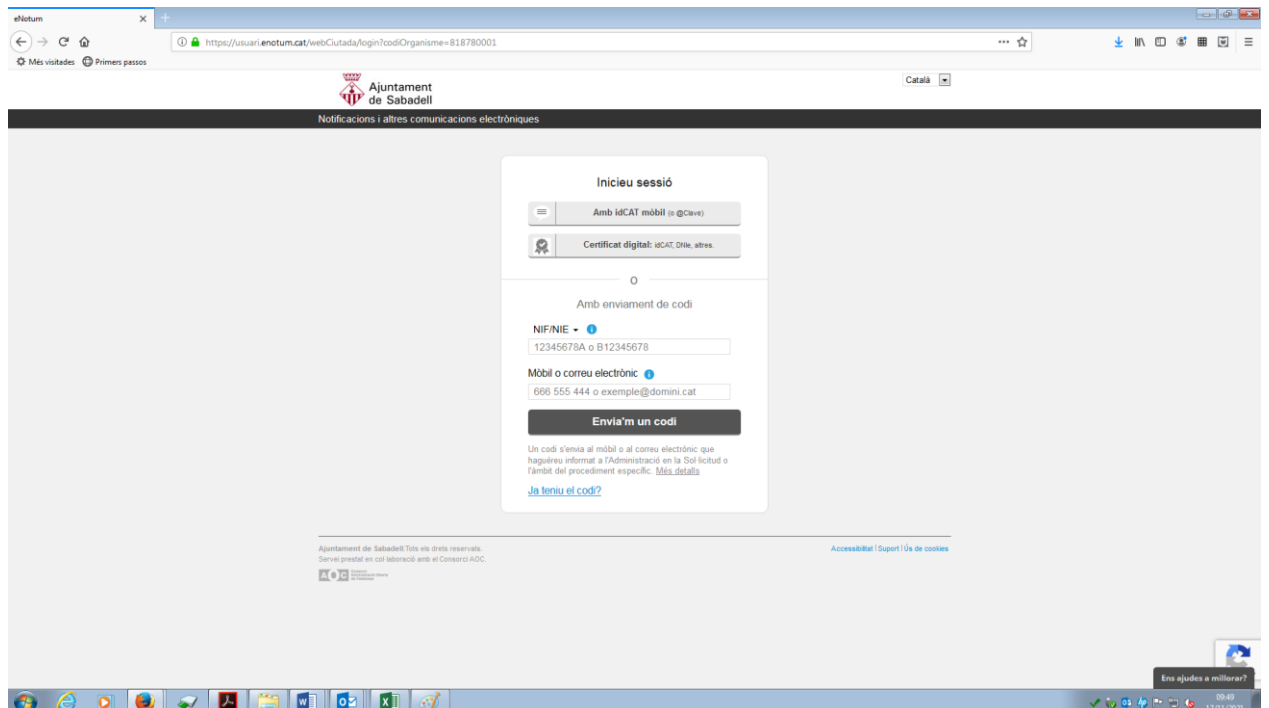 eNotum
https://usuari.enotum.cat/webCiutada/login?codiOrganisme=818780001
Més visitades Primers passos
Ajuntament
de Sabadell
Català
Notificacions i altres comunicacions electròniques
Inicieu sessió
Amb idCAT mòbil (o @Clave)
Certificat digital: idCAT, DNIe, altres.
O
Amb enviament de codi
NIF/NIE
12345678A o B12345678
Mòbil o correu electrònic
666 555 444 o exemple@domini.cat
Envia'm un codi
Un codi s'envia al mòbil o al correu electrònic que
haguéreu informat a l'Administració en la Sol·licitud o
l'àmbit del procediment específic. Més detalls
Ja teniu el codi?
Ajuntament de Sabadell.Tots els drets reservats.
Servei prestat en col·laboració amb el Consorci AOC.
Accessibilitat | Suport | Ús de cookies
AOC
Ens ajudes a millorar?
09:49